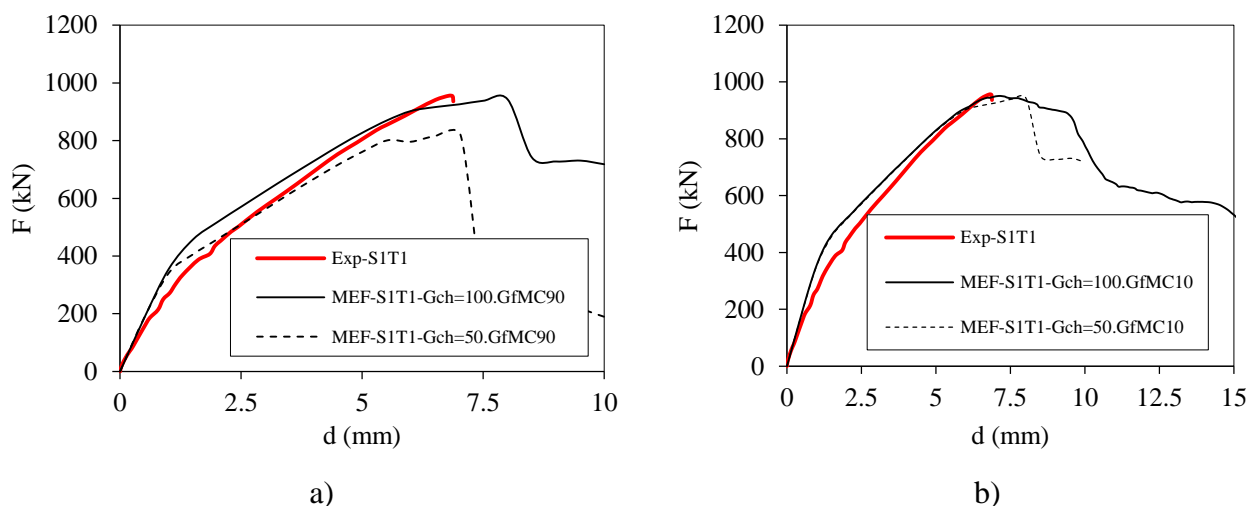 1200
1000
800
600
400
200
0
F (kN)
Exp-S1T1
MEF-S1T1-Gch=100.GfMC90
MEF-S1T1-Gch=50.GfMC90
0 2.5 5 7.5 10
d (mm)
a)
1200
1000
800
600
400
200
0
F (kN)
Exp-S1T1
MEF-S1T1-Gch=100.GfMC10
MEF-S1T1-Gch=50.GfMC10
0 2.5 5 7.5 10 12.5 15
d (mm)
b)